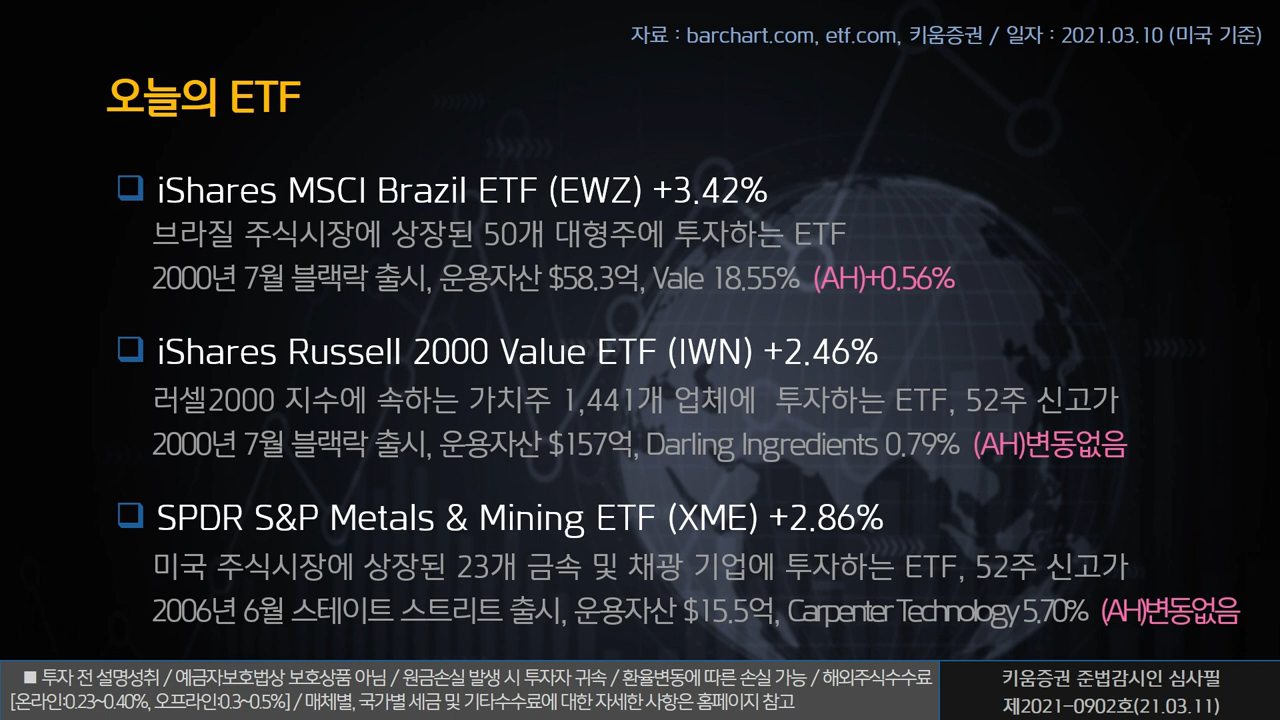 자료 : barchart.com, etf.com, 키움증권 / 일자 : 2021.03.10 (미국 기준)
오늘의 ETF
❑ iShares MSCI Brazil ETF (EWZ) +3.42%
브라질 주식시장에 상장된 50개 대형주에 투자하는 ETF
2000년 7월 블랙락 출시, 운용자산 $58.3억, Vale 18.55% (AH)+0.56%
❑ iShares Russell 2000 Value ETF (IWN) +2.46%
러셀2000 지수에 속하는 가치주 1,441개 업체에 투자하는 ETF, 52주 신고가
2000년 7월 블랙락 출시, 운용자산 $157억, Darling Ingredients 0.79% (AH)변동없음
❑ SPDR S&P Metals & Mining ETF (XME) +2.86%
미국 주식시장에 상장된 23개 금속 및 채광 기업에 투자하는 ETF, 52주 신고가
2006년 6월 스테이트 스트리트 출시, 운용자산 $15.5억, Carpenter Technology 5.70% (AH)변동없음
■ 투자 전 설명성취 / 예금자보호법상 보호상품 아님 / 원금손실 발생 시 투자자 귀속 / 환율변동에 따른 손실 가능 / 해외주식수수료
[온라인:0.23~0.40%, 오프라인:0.3~0.5%] / 매체별, 국가별 세금 및 기타수수료에 대한 자세한 사항은 홈페이지 참고
키움증권 준법감시인 심사필
제2021-0902호(21.03.11)